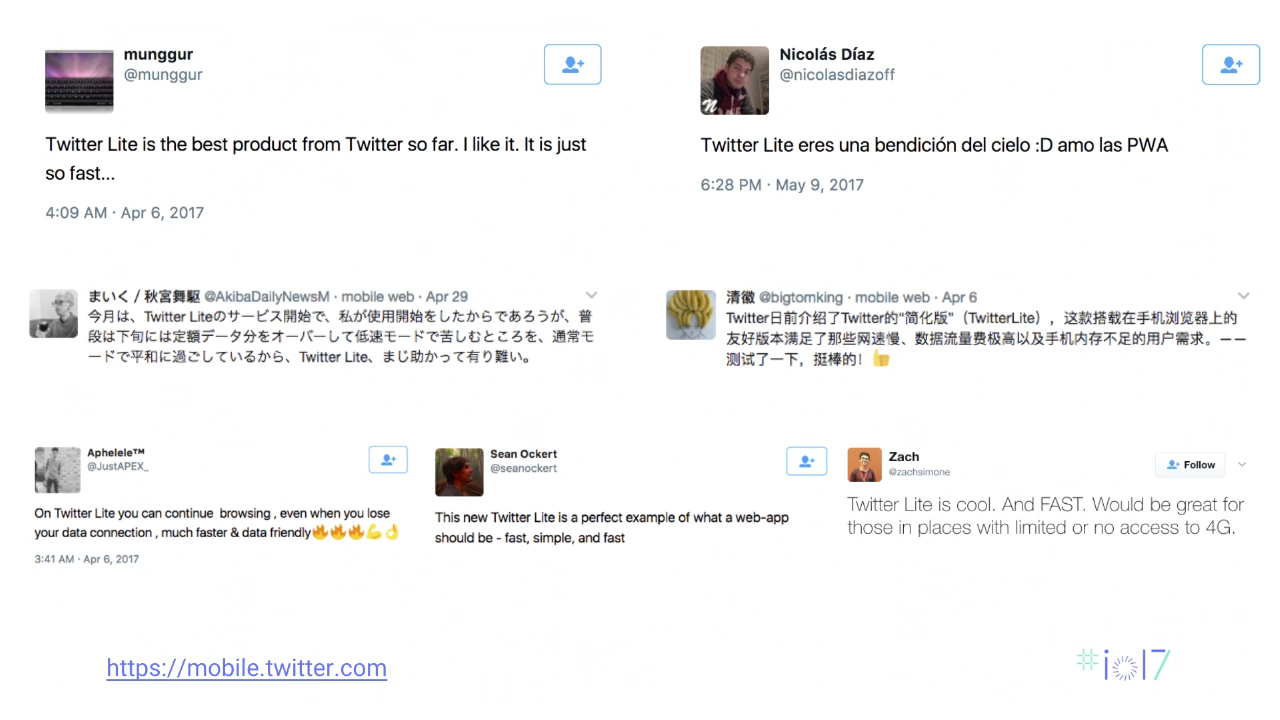 munggur
@munggur
Twitter Lite is the best product from Twitter so far. I like it. It is just
so fast...
4:09 AM · Apr 6, 2017
Nicolás Díaz
@nicolasdiazoff
Twitter Lite eres una bendición del cielo :D amo las PWA
6:28 PM · May 9, 2017
まいく / 秋宮舞駆 @AkibaDailyNewsM · mobile web · Apr 29
今月は、Twitter Liteのサービス開始で、私が使用開始をしたからであろうが、普
段は下旬には定額データ分をオーバーして低速モードで苦しむところを、通常モ
ードで平和に過ごしているから、Twitter Lite、まじ助かって有り難い。
清徽 @bigtomking · mobile web · Apr 6
Twitter日前介绍了Twitter的“简化版”（TwitterLite），这款搭载在手机浏览器上的
友好版本满足了那些网速慢、数据流量费极高以及手机内存不足的用户需求。——
测试了一下，挺棒的！👍
Aphelele™
@JustAPEX_
On Twitter Lite you can continue browsing , even when you lose
your data connection , much faster & data friendly🔥🔥🔥💪👌
3:41 AM · Apr 6, 2017
Sean Ockert
@seanockert
This new Twitter Lite is a perfect example of what a web-app
should be - fast, simple, and fast
Zach
@zachsimone
Follow
Twitter Lite is cool. And FAST. Would be great for
those in places with limited or no access to 4G.
https://mobile.twitter.com
#io17